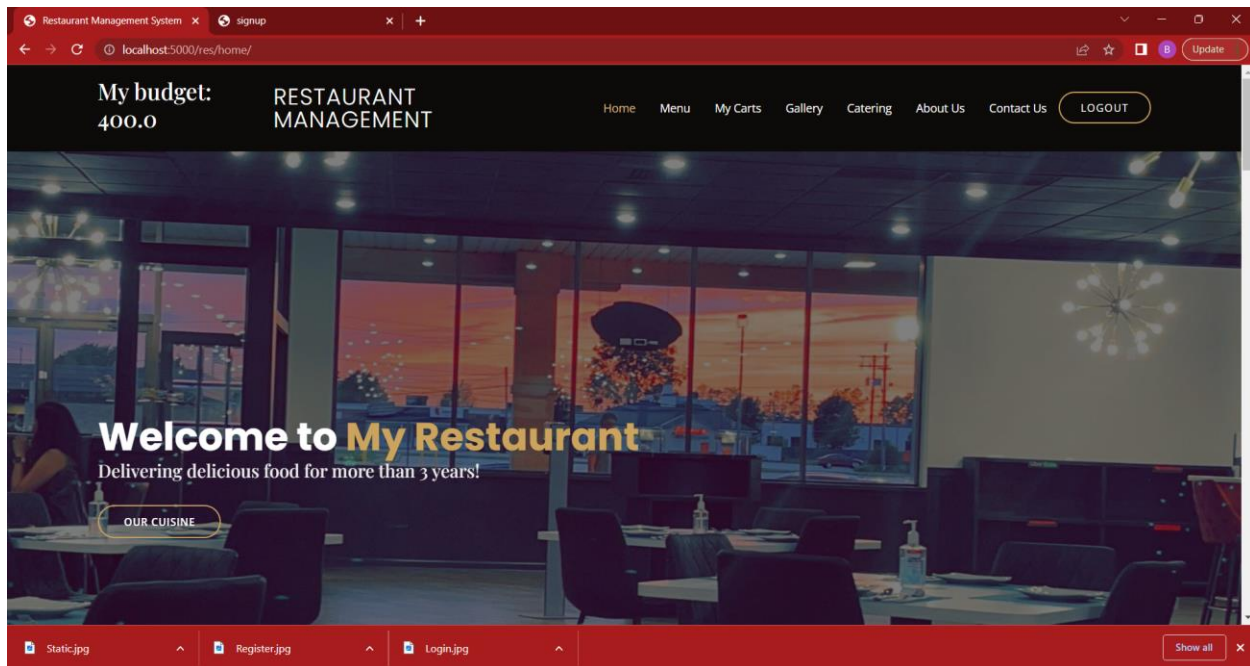 Restaurant Management System
signup
localhost:5000/res/home/
B
Update
My budget:
400.0
RESTAURANT
MANAGEMENT
Home Menu My Carts Gallery Catering About Us Contact Us LOGOUT
Welcome to My Restaurant
Delivering delicious food for more than 3 years!
OUR CUISINE
Static.jpg
Register.jpg
Login.jpg
Show all